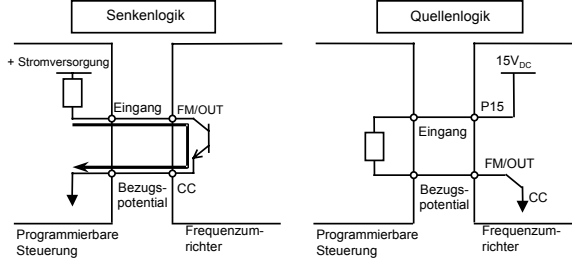 Senkenlogik
+ Stromversorgung
Eingang
FM/OUT
Bezugs-
potential
CC
Programmierbare
Steuerung
Frequenzum-
richter
Quellenlogik
15VDC
P15
Eingang
FM/OUT
Bezugs-
potential
CC
Programmierbare
Steuerung
Frequenzum-
richter